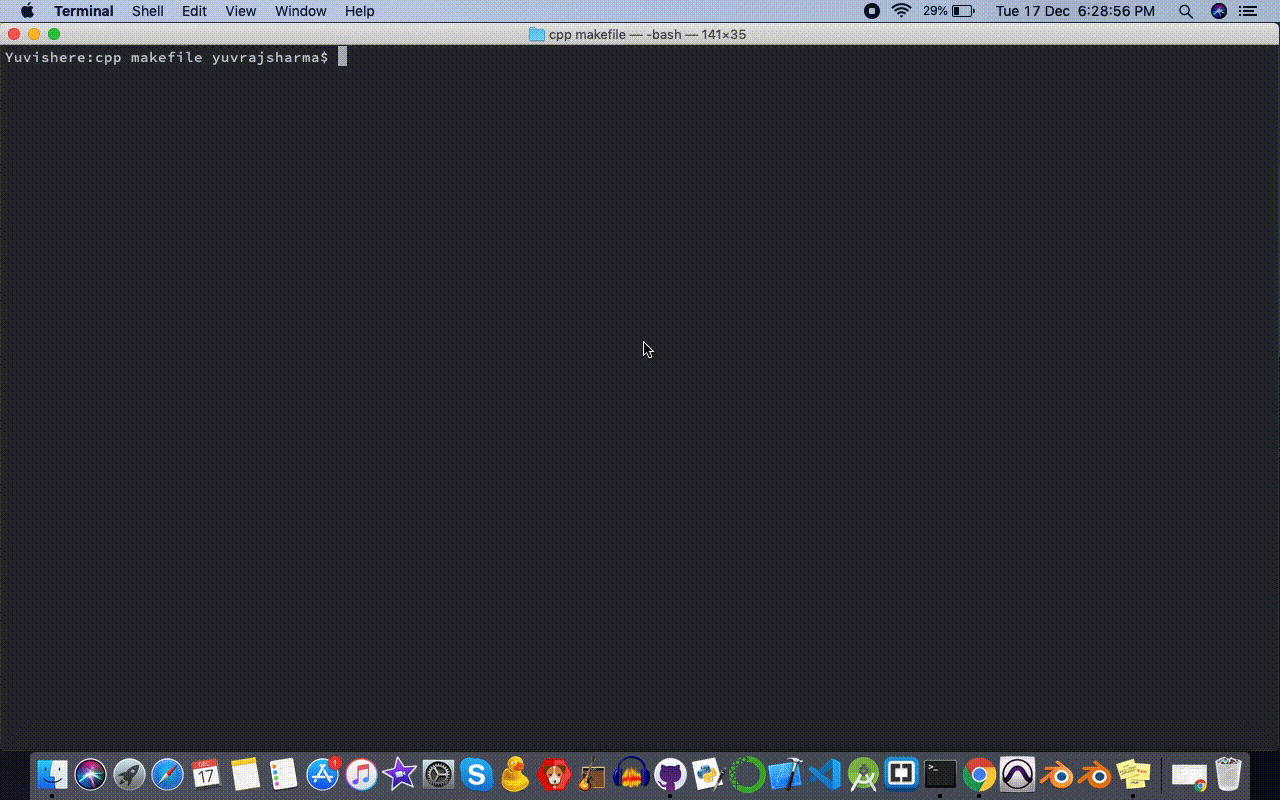 Terminal Shell Edit View Window Help 29% Tue 17 Dec 6:28:56 PM
cpp makefile — -bash — 141×35
Yuvishere:cpp makefile yuvrajsharma$
DEC
17
1
S
>_